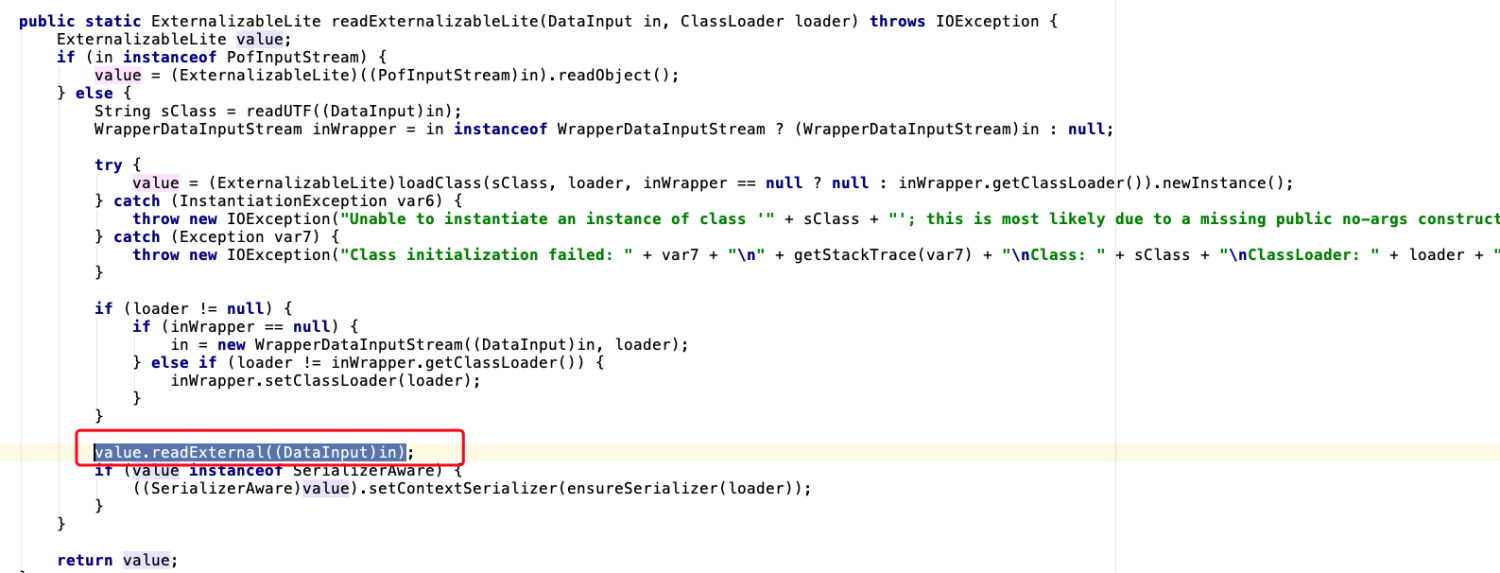 public static ExternalizableLite readExternalizableLite(DataInput in, ClassLoader loader) throws IOException {
ExternalizableLite value;
if (in instanceof PofInputStream) {
value = (ExternalizableLite)((PofInputStream)in).readObject();
} else {
String sClass = readUTF((DataInput)in);
WrapperDataInputStream inWrapper = in instanceof WrapperDataInputStream ? (WrapperDataInputStream)in : null;
try {
value = (ExternalizableLite)loadClass(sClass, loader, inWrapper == null ? null : inWrapper.getClassLoader()).newInstance();
} catch (InstantiationException var6) {
throw new IOException("Unable to instantiate an instance of class '" + sClass + "'; this is most likely due to a missing public no-args construct
} catch (Exception var7) {
throw new IOException("Class initialization failed: " + var7 + "\n" + getStackTrace(var7) + "\nClass: " + sClass + "\nClassLoader: " + loader + "
}
if (loader != null) {
if (inWrapper == null) {
in = new WrapperDataInputStream((DataInput)in, loader);
} else if (loader != inWrapper.getClassLoader()) {
inWrapper.setClassLoader(loader);
}
}
value.readExternal((DataInput)in);
if (value instanceof SerializerAware) {
((SerializerAware)value).setContextSerializer(ensureSerializer(loader));
}
}
return value;